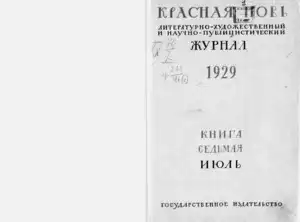 КРАСНАЯ НОВЬ
ЛИТЕРАТУРНО-ХУДОЖЕСТВЕННЫЙ
И НАУЧНО-ПУБЛИЦИСТИЧЕСКИЙ
ЖУРНАЛ
1929
КНИГА
СЕДЬМАЯ
ИЮЛЬ
ГОСУДАРСТВЕННОЕ ИЗДАТЕЛЬСТВО